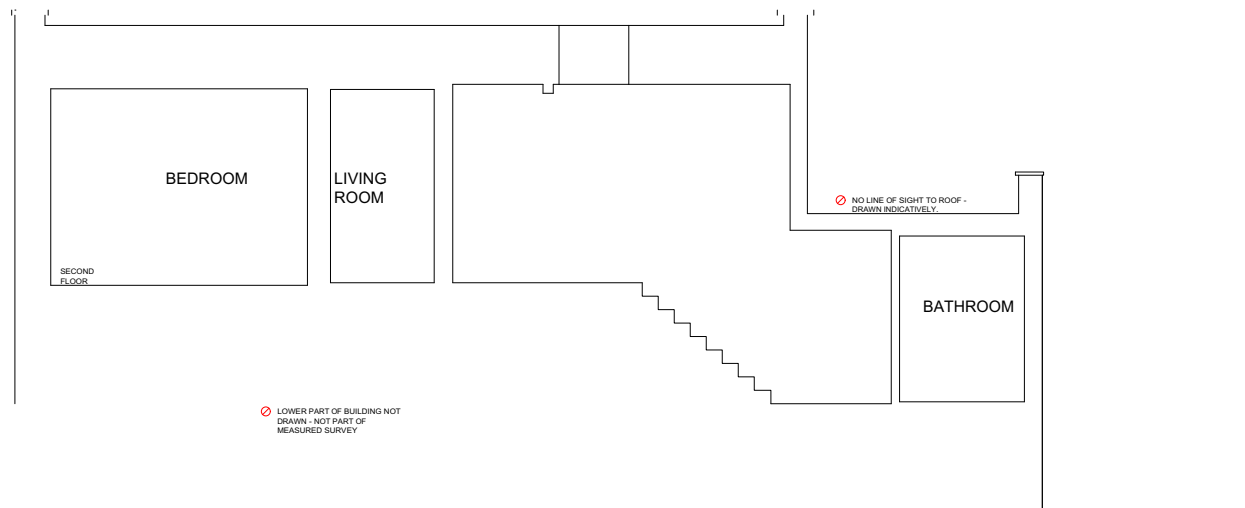 BEDROOM
LIVING
ROOM
NO LINE OF SIGHT TO ROOF -
DRAWN INDICATIVELY.
SECOND
FLOOR
BATHROOM
LOWER PART OF BUILDING NOT
DRAWN - NOT PART OF
MEASURED SURVEY